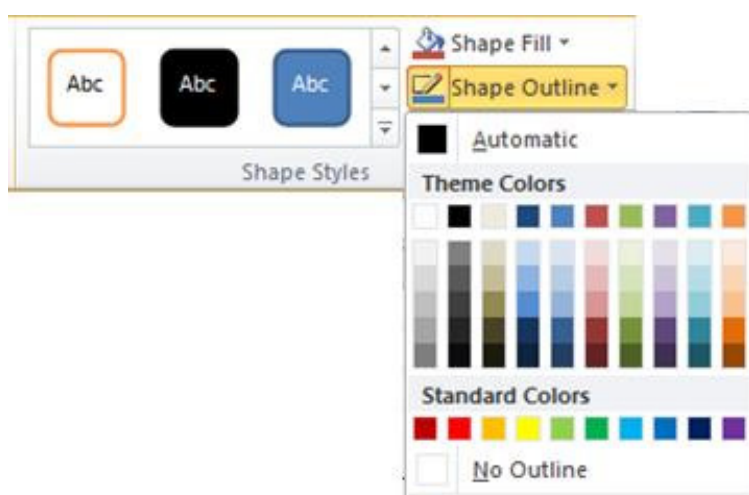 Abc Abc Abc
Shape Fill
Shape Outline
Shape Styles
Automatic
Theme Colors
Standard Colors
No Outline